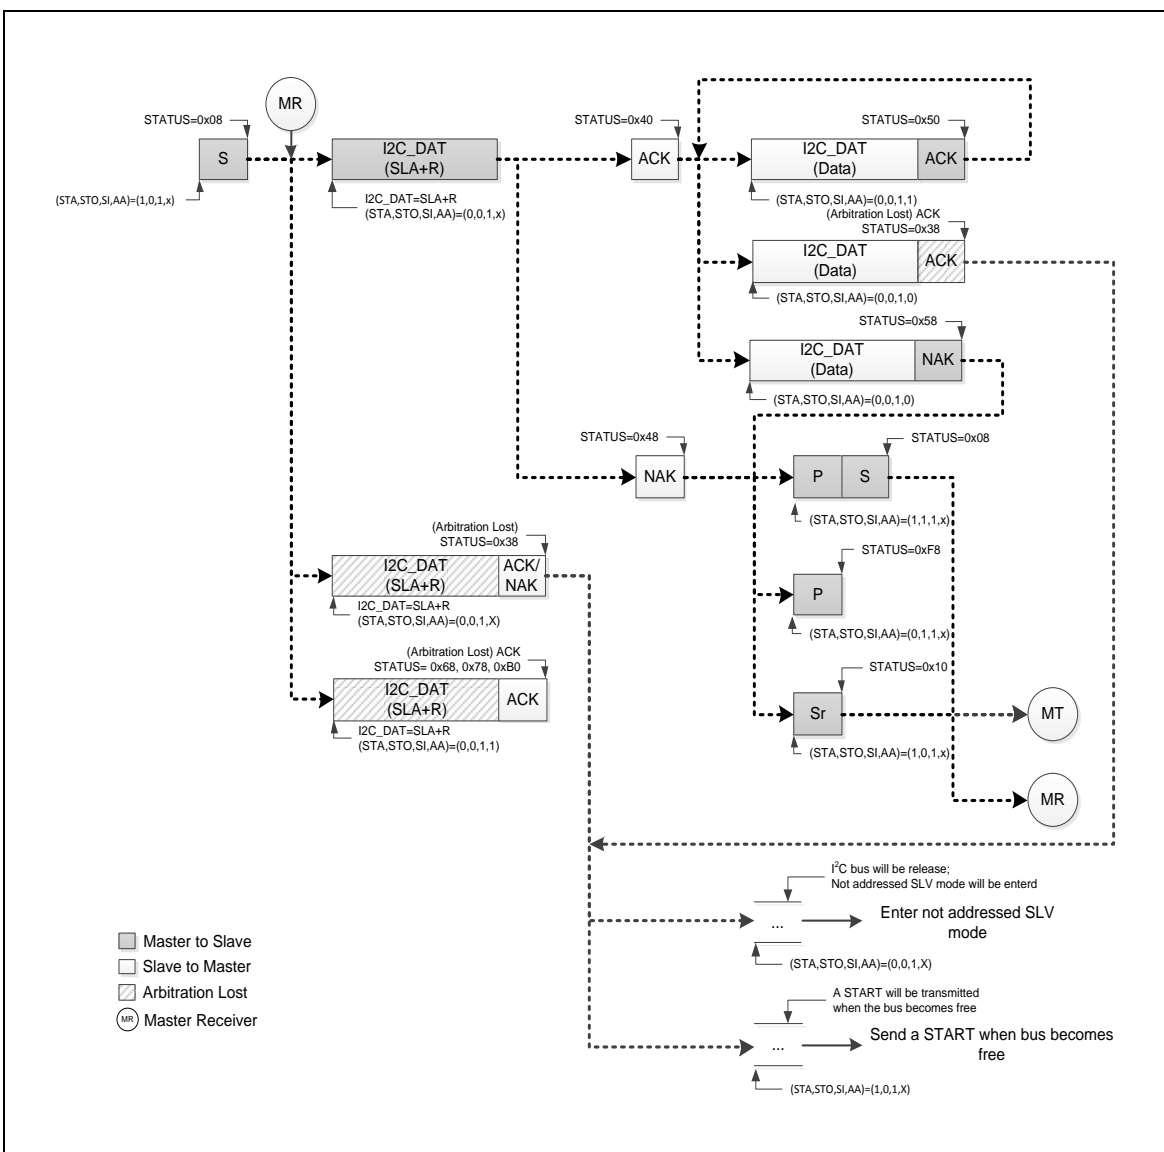 MR
STATUS=0x08
STATUS=0x40
STATUS=0x50
S
I2C_DAT
(SLA+R)
ACK
I2C_DAT
(Data)
ACK
(STA,STO,SI,AA)=(1,0,1,x)
I2C_DAT=SLA+R
(STA,STO,SI,AA)=(0,0,1,x)
(STA,STO,SI,AA)=(0,0,1,1)
(Arbitration Lost) ACK
STATUS=0x38
I2C_DAT
(Data)
ACK
(STA,STO,SI,AA)=(0,0,1,0)
STATUS=0x58
I2C_DAT
(Data)
NAK
(STA,STO,SI,AA)=(0,0,1,0)
STATUS=0x48
STATUS=0x08
NAK
P
S
(STA,STO,SI,AA)=(1,1,1,x)
(Arbitration Lost)
STATUS=0x38
I2C_DAT
(SLA+R)
ACK/
NAK
I2C_DAT=SLA+R
(STA,STO,SI,AA)=(0,0,1,X)
STATUS=0xF8
P
(STA,STO,SI,AA)=(0,1,1,x)
(Arbitration Lost) ACK
STATUS= 0x68, 0x78, 0xB0
I2C_DAT
(SLA+R)
ACK
I2C_DAT=SLA+R
(STA,STO,SI,AA)=(0,0,1,1)
STATUS=0x10
Sr
MT
(STA,STO,SI,AA)=(1,0,1,x)
MR
I2C bus will be release;
Not addressed SLV mode will be enterd
...
Enter not addressed SLV
mode
(STA,STO,SI,AA)=(0,0,1,X)
A START will be transmitted
when the bus becomes free
...
Send a START when bus becomes
free
(STA,STO,SI,AA)=(1,0,1,X)
Master to Slave
Slave to Master
Arbitration Lost
MR Master Receiver